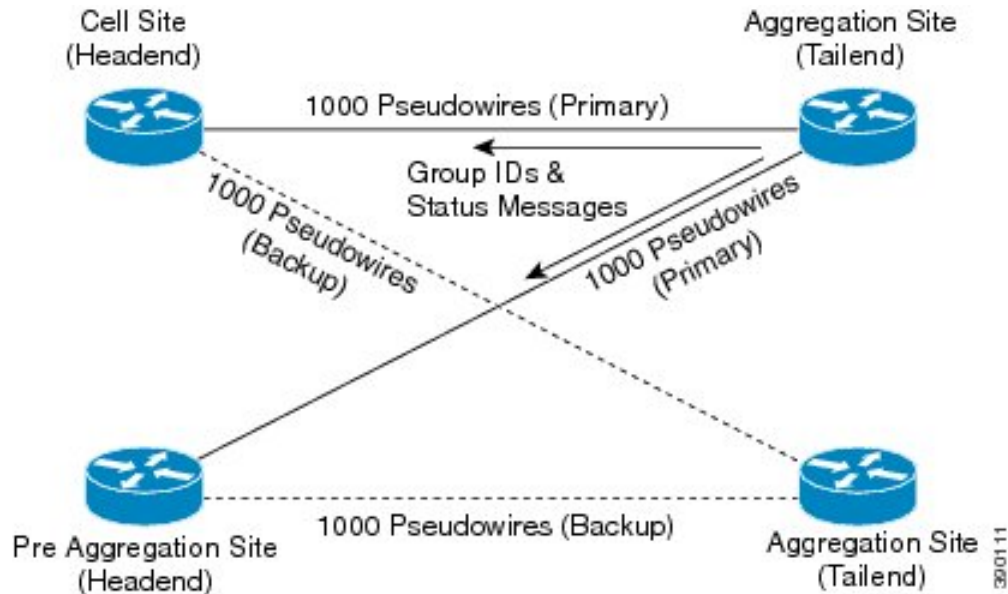 Cell Site
(Headend)
Aggregation Site
(Tailend)
1000 Pseudowires (Primary)
Group IDs &
Status Messages
1000 Pseudowires
(Backup)
1000 Pseudowires
(Primary)
1000 Pseudowires (Backup)
Pre Aggregation Site
(Headend)
Aggregation Site
(Tailend)
390111